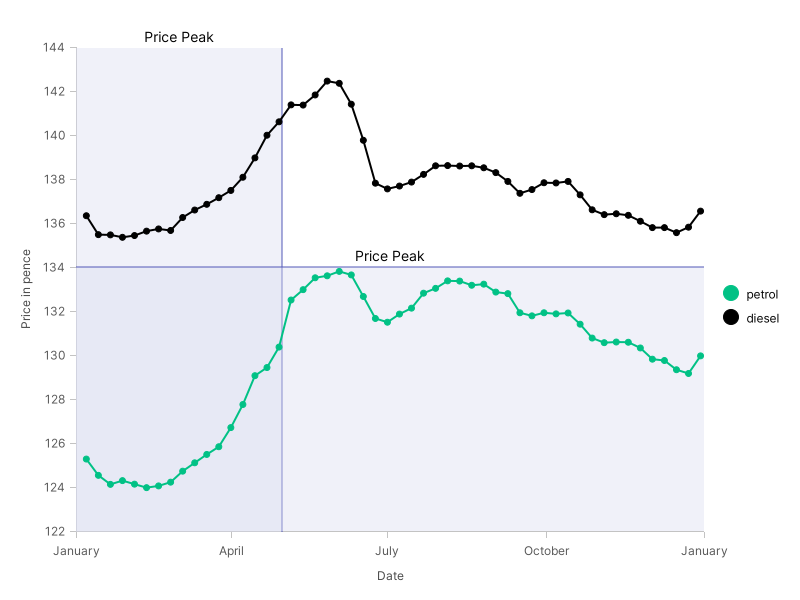 Price Peak
144
142
140
138
136
134
132
130
128
126
124
122
Price Peak
Price in pence
January
April
July
October
January
Date
petrol
diesel